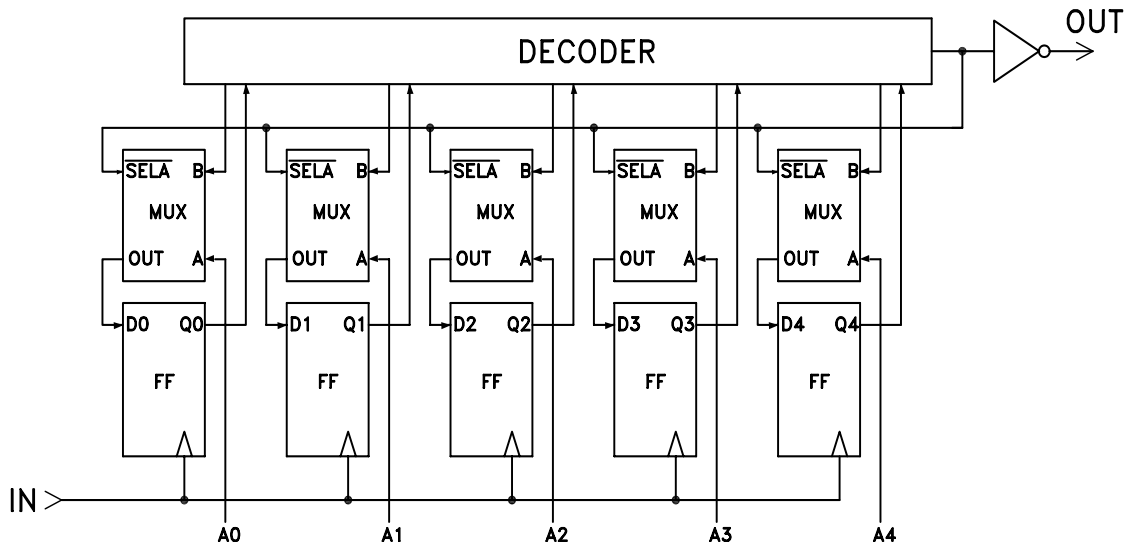 OUT
DECODER
SELA B SELA B SELA B SELA B SELA B
MUX MUX MUX MUX MUX
OUT A OUT A OUT A OUT A OUT A
D0 Q0 D1 Q1 D2 Q2 D3 Q3 D4 Q4
FF FF FF FF FF
IN
A0 A1 A2 A3 A4